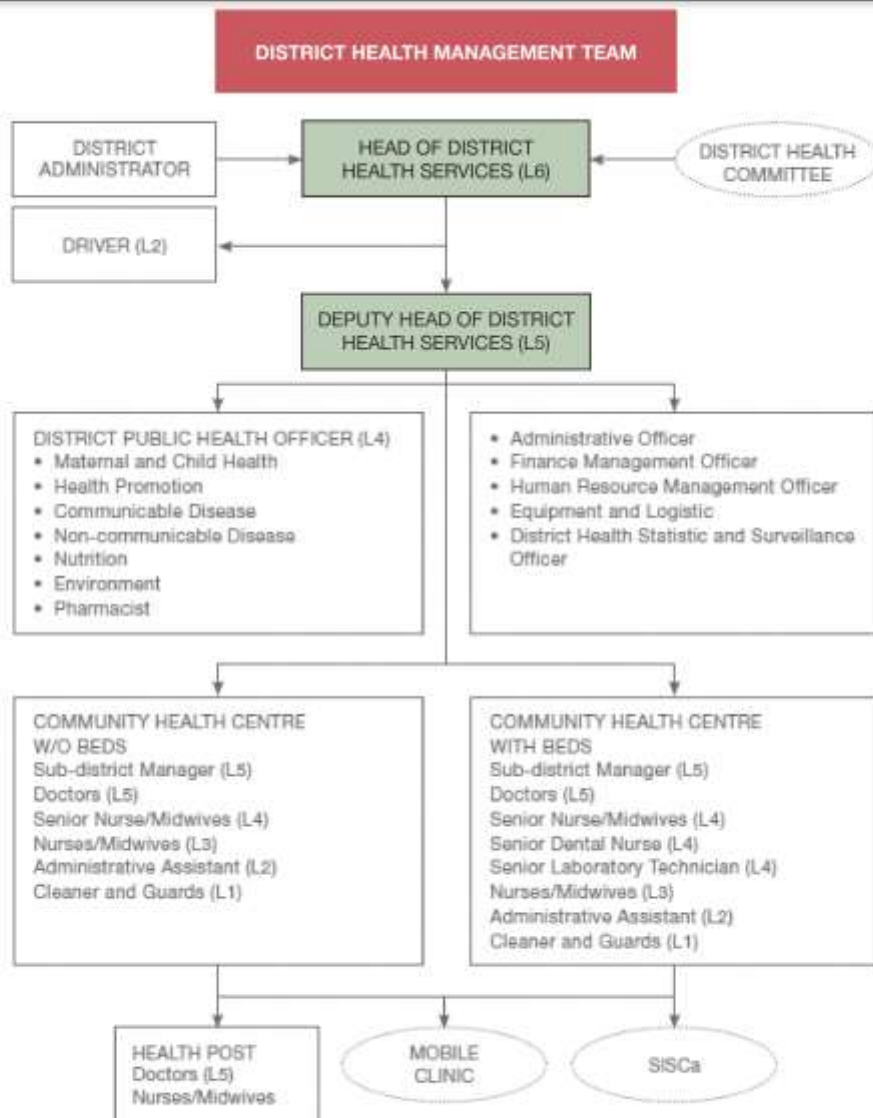 DISTRICT HEALTH MANAGEMENT TEAM
DISTRICT
ADMINISTRATOR
HEAD OF DISTRICT
HEALTH SERVICES (L6)
DISTRICT HEALTH
COMMITTEE
DRIVER (L2)
DEPUTY HEAD OF DISTRICT
HEALTH SERVICES (L5)
DISTRICT PUBLIC HEALTH OFFICER (L4)
• Maternal and Child Health
• Health Promotion
• Communicable Disease
• Non-communicable Disease
• Nutrition
• Environment
• Pharmacist
• Administrative Officer
• Finance Management Officer
• Human Resource Management Officer
• Equipment and Logistic
• District Health Statistic and Surveillance
Officer
COMMUNITY HEALTH CENTRE
W/O BEDS
Sub-district Manager (L5)
Doctors (L5)
Senior Nurse/Midwives (L4)
Nurses/Midwives (L3)
Administrative Assistant (L2)
Cleaner and Guards (L1)
COMMUNITY HEALTH CENTRE
WITH BEDS
Sub-district Manager (L5)
Doctors (L5)
Senior Nurse/Midwives (L4)
Senior Dental Nurse (L4)
Senior Laboratory Technician (L4)
Nurses/Midwives (L3)
Administrative Assistant (L2)
Cleaner and Guards (L1)
HEALTH POST
Doctors (L5)
Nurses/Midwives
MOBILE
CLINIC
SISCa